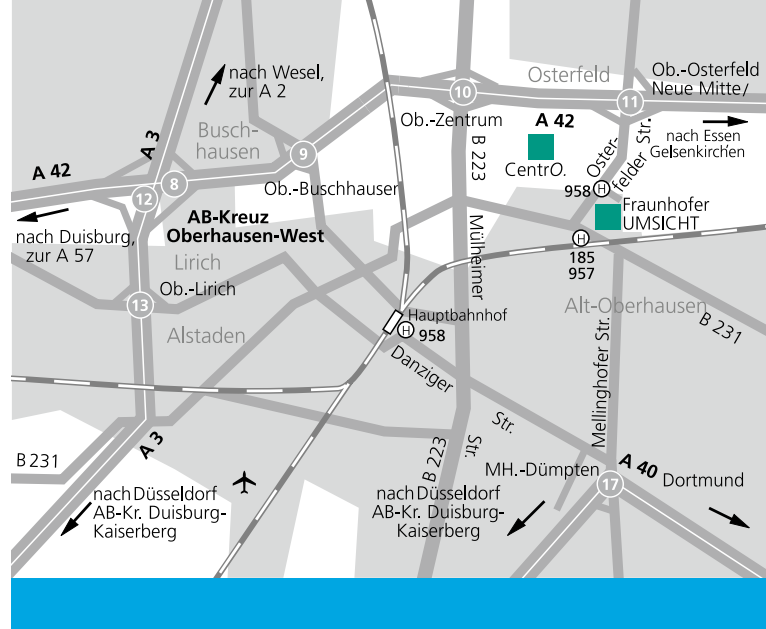 nach Wesel,
zur A 2
Osterfeld
Ob.-Osterfeld
Neue Mitte/
10
11
A 3
Busch-
hausen
Ob.-Zentrum
A 42
nach Essen
Gelsenkirchen
B 223
CentrO.
Oster-
felder Str.
A 42
9
8
12
Ob.-Buschhauser
958
H
Fraunhofer
UMSICHT
AB-Kreuz
Oberhausen-West
nach Duisburg,
zur A 57
Mülheimer
H
185
957
Lirich
Ob.-Lirich
13
Alt-Oberhausen
Hauptbahnhof
H
958
B 231
Alstaden
Danziger
Mellinghofer Str.
Str.
A 3
B 231
B 223
Str.
MH.-Dümpten
A 40
Dortmund
17
nach Düsseldorf
AB-Kr. Duisburg-
Kaiserberg
nach Düsseldorf
AB-Kr. Duisburg-
Kaiserberg